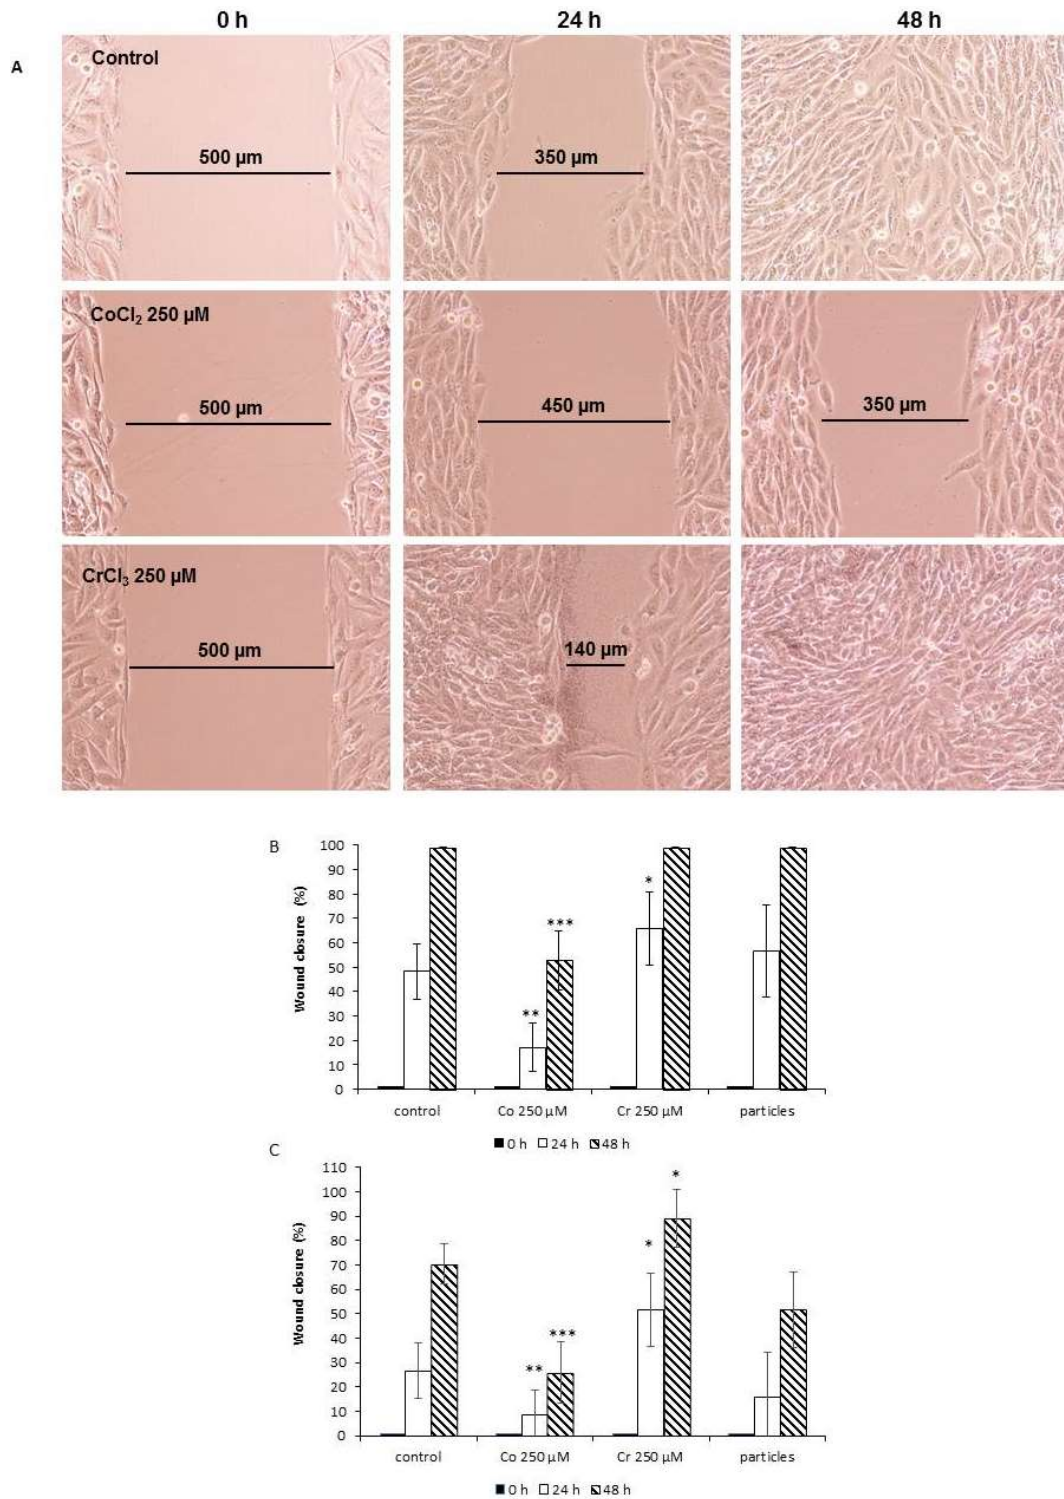 0 h 24 h 48 h
A
Control
500 µm
350 µm
CoCl₂ 250 µM
500 µm
450 µm
350 µm
CrCl₃ 250 µM
500 µm
140 µm
B
Wound closure (%)
100
90
80
70
60
50
40
30
20
10
0
**
***
*
control Co 250 µM Cr 250 µM particles
0 h 24 h 48 h
C
Wound closure (%)
110
100
90
80
70
60
50
40
30
20
10
0
**
***
*
*
control Co 250 µM Cr 250 µM particles
0 h 24 h 48 h